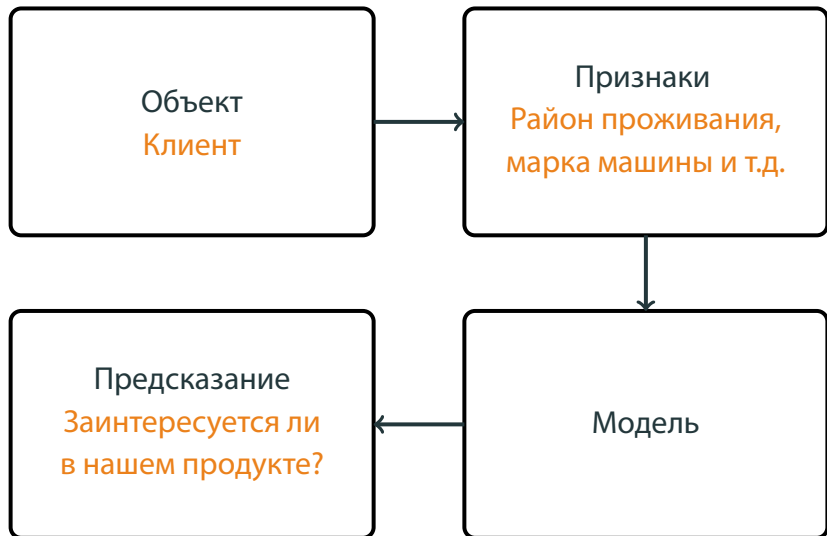 Объект
Клиент
Признаки
Район проживания,
марка машины и т.д.
Предсказание
Заинтересуется ли
в нашем продукте?
Модель